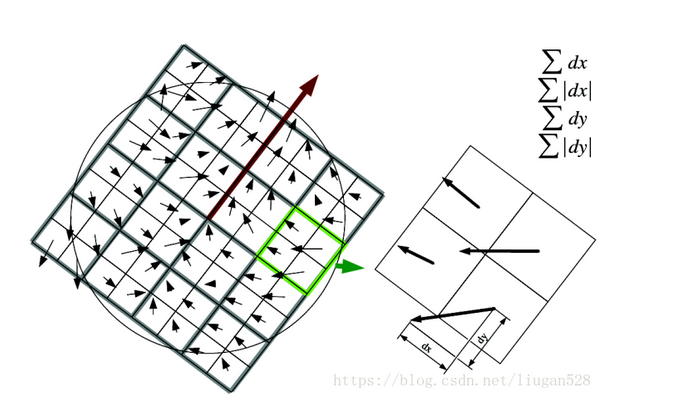 ∑ dx
∑ |dx|
∑ dy
∑ |dy|
dx
dy
https://blog.csdn.net/liugan528